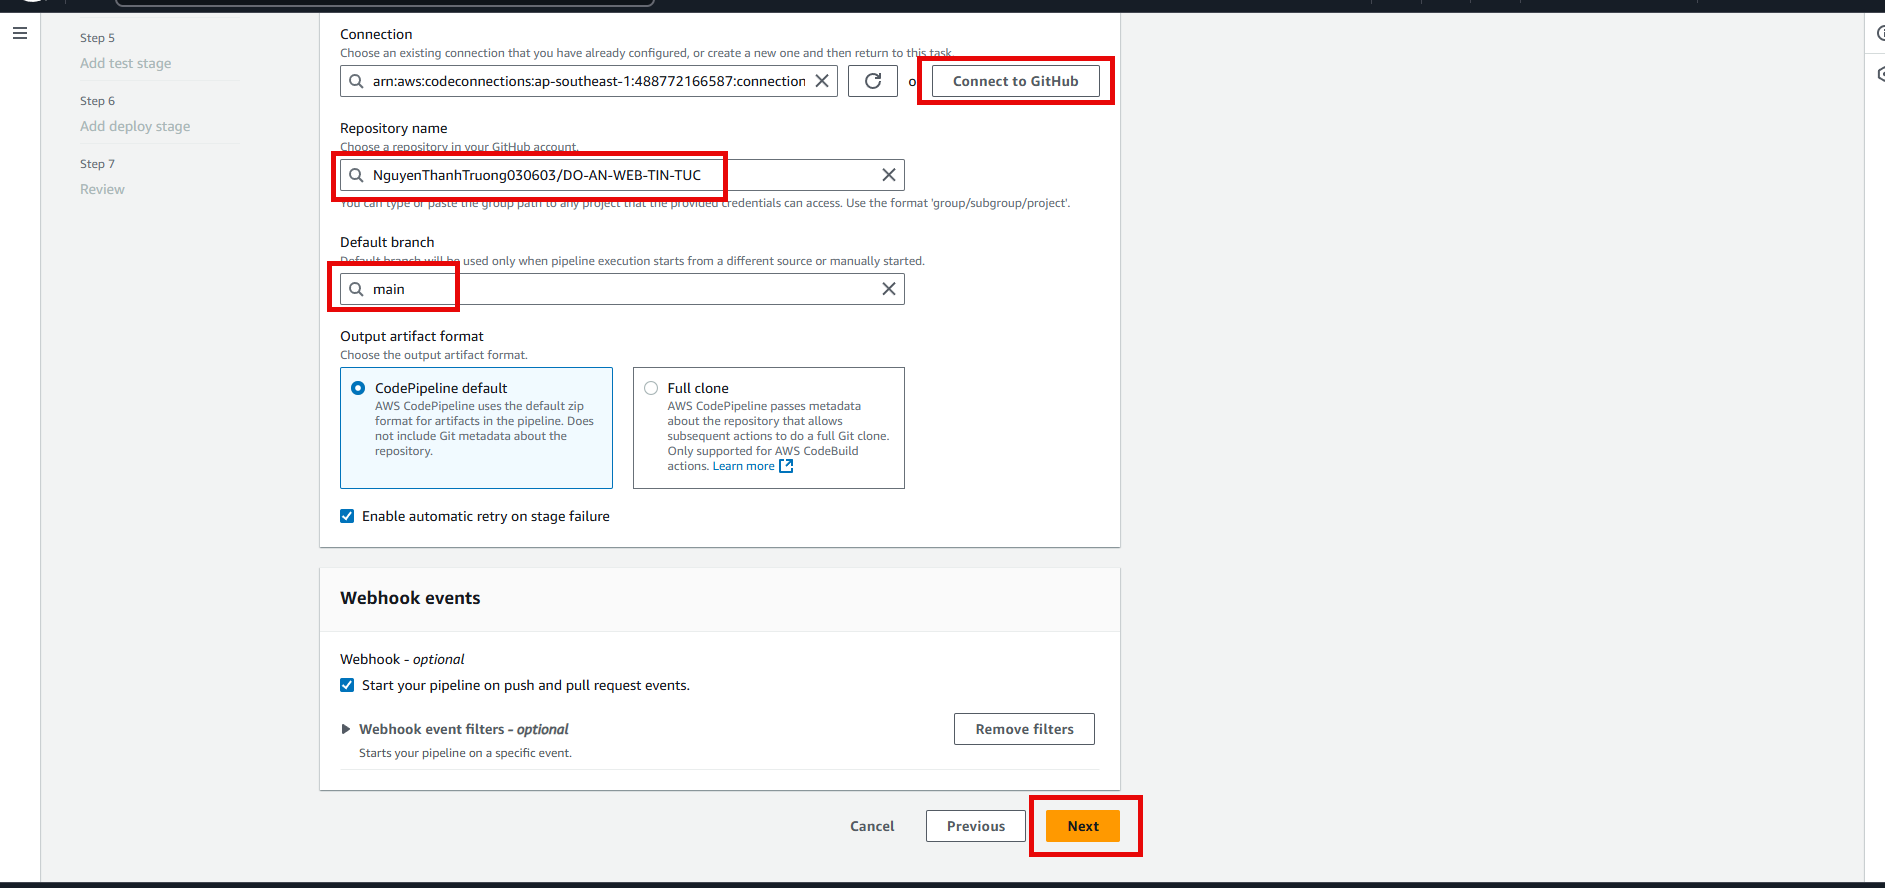 Step 5
Add test stage
Step 6
Add deploy stage
Step 7
Review
Connection
Choose an existing connection that you have already configured, or create a new one and then return to this task.
arn:aws:codeconnections:ap-southeast-1:488772166587:connection
Connect to GitHub
Repository name
Choose a repository in your GitHub account.
NguyenThanhTruong030603/DO-AN-WEB-TIN-TUC
You can type or paste the group path to any project that the provided credentials can access. Use the format 'group/subgroup/project'.
Default branch
Default branch will be used only when pipeline execution starts from a different source or manually started.
main
Output artifact format
Choose the output artifact format.
CodePipeline default
AWS CodePipeline uses the default zip
format for artifacts in the pipeline. Does
not include Git metadata about the
repository.
Full clone
AWS CodePipeline passes metadata
about the repository that allows
subsequent actions to do a full Git clone.
Only supported for AWS CodeBuild
actions. Learn more
Enable automatic retry on stage failure
Webhook events
Webhook - optional
Start your pipeline on push and pull request events.
Webhook event filters - optional
Remove filters
Starts your pipeline on a specific event.
Cancel
Previous
Next